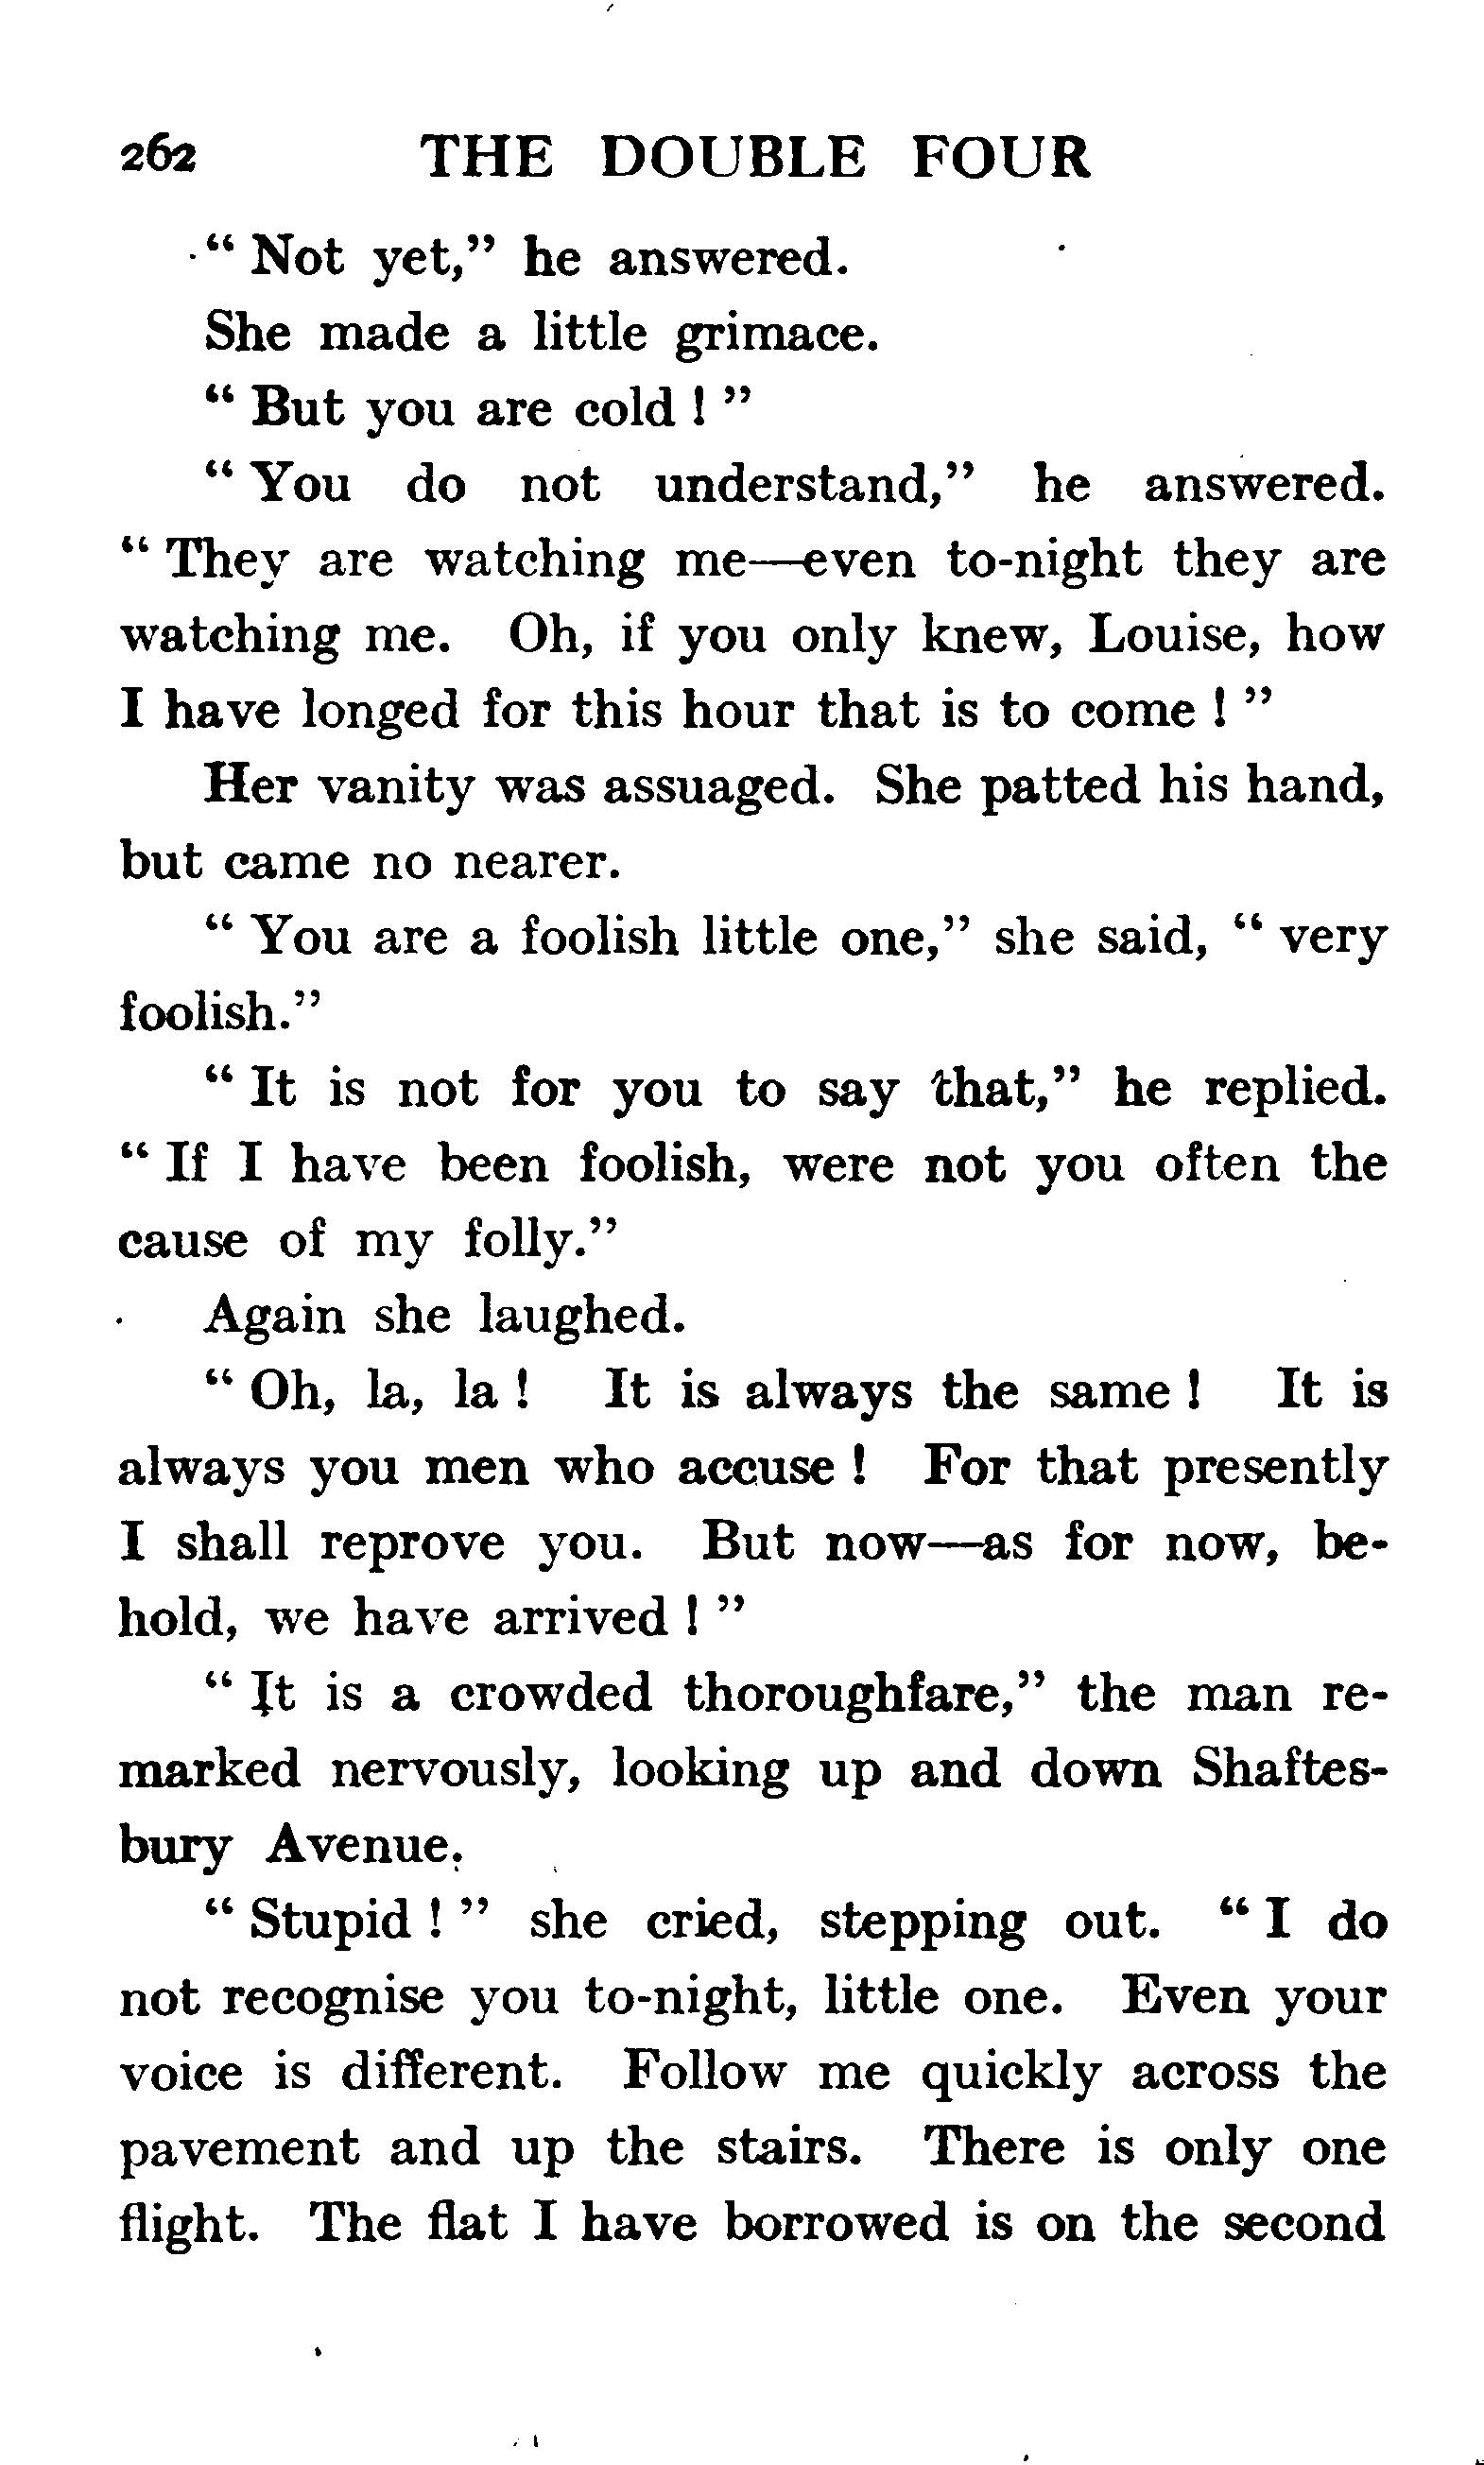 262 THE DOUBLE FOUR
" Not yet," he answered.
She made a little grimace.
" But you are cold ! "
" You do not understand," he answered.
" They are watching me—even to-night they are
watching me. Oh, if you only knew, Louise, how
I have longed for this hour that is to come ! "
Her vanity was assuaged. She patted his hand,
but came no nearer.
" You are a foolish little one," she said, " very
foolish."
" It is not for you to say that," he replied.
" If I have been foolish, were not you often the
cause of my folly."
Again she laughed.
" Oh, la, la ! It is always the same ! It is
always you men who accuse ! For that presently
I shall reprove you. But now—as for now, be-
hold, we have arrived ! "
" It is a crowded thoroughfare," the man re-
marked nervously, looking up and down Shaftes-
bury Avenue.
" Stupid ! " she cried, stepping out. " I do
not recognise you to-night, little one. Even your
voice is different. Follow me quickly across the
pavement and up the stairs. There is only one
flight. The flat I have borrowed is on the second